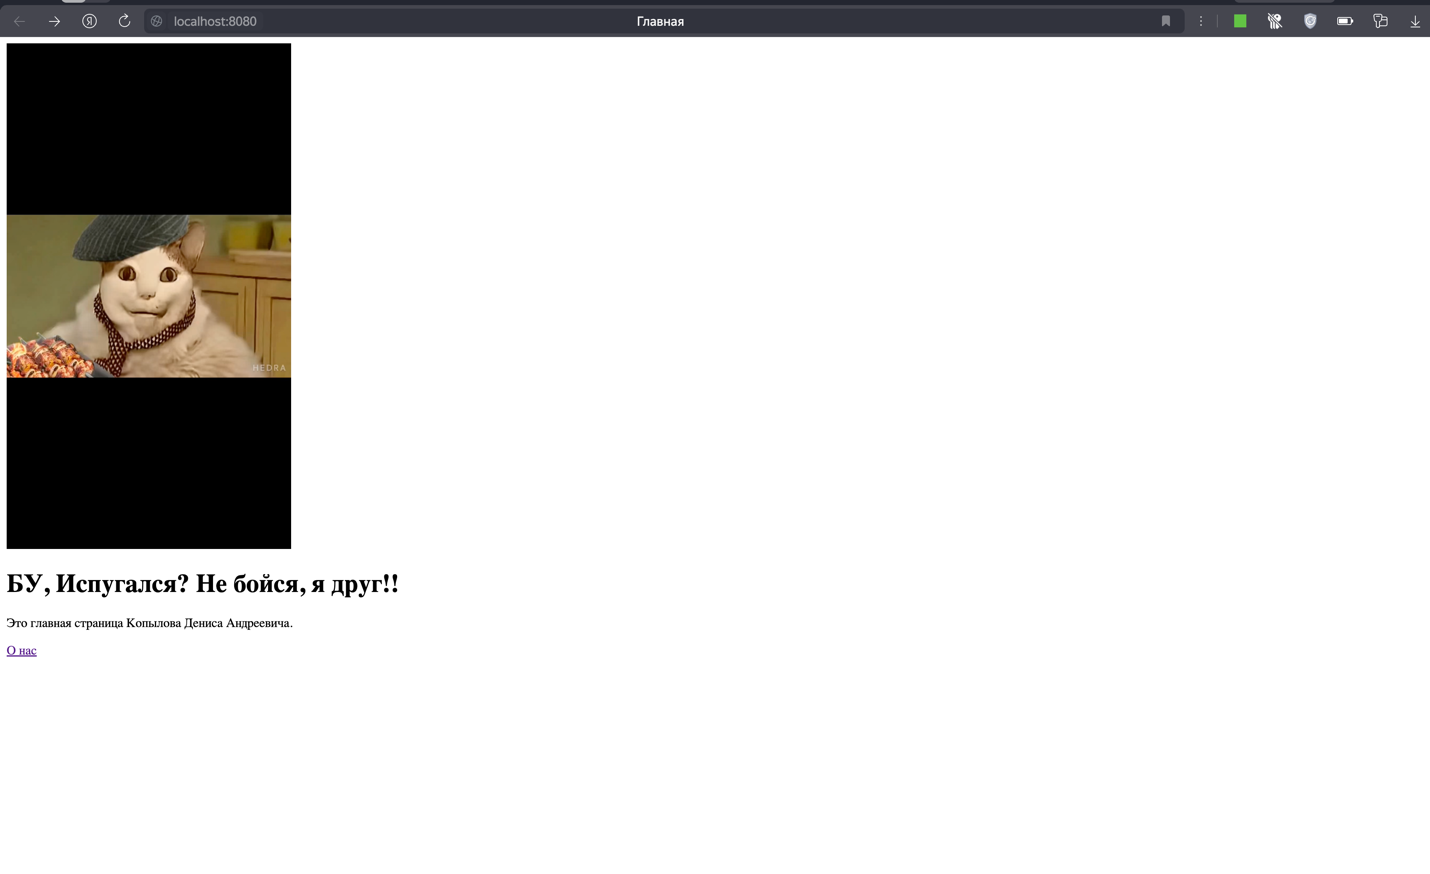 localhost:8080
Главная
HEDRA
БУ, Испугался? Не бойся, я друг!!
Это главная страница Копылова Дениса Андреевича.
О нас